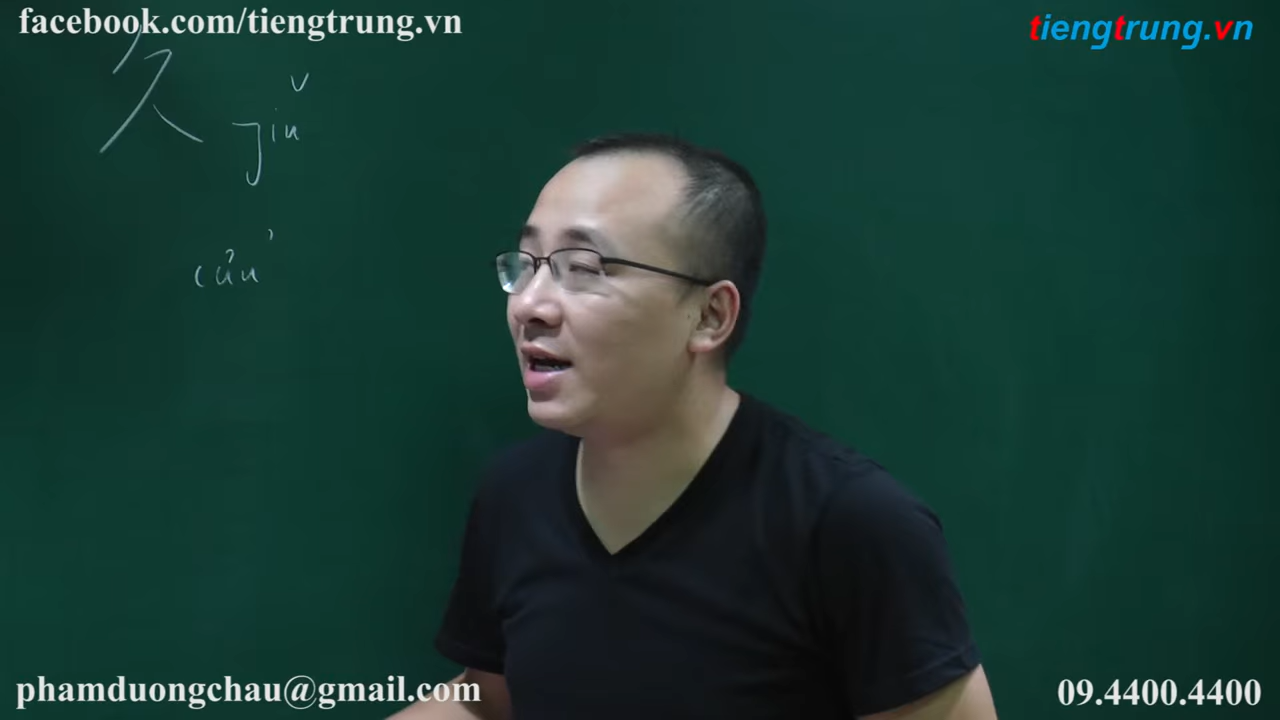 facebook.com/tiengtrung.vn
tiengtrung.vn
久
jiǔ
cửu
phamduongchau@gmail.com
09.4400.4400